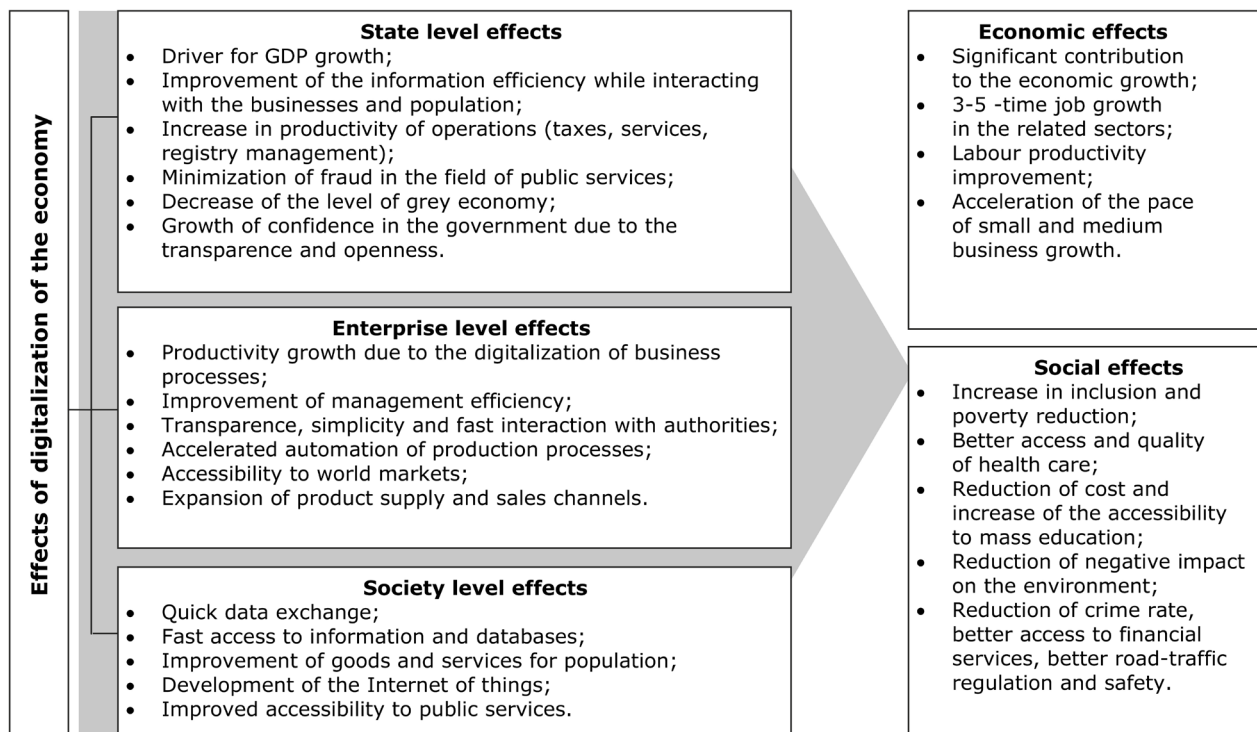 Effects of digitalization of the economy
State level effects
• Driver for GDP growth;
• Improvement of the information efficiency while interacting
with the businesses and population;
• Increase in productivity of operations (taxes, services,
registry management);
• Minimization of fraud in the field of public services;
• Decrease of the level of grey economy;
• Growth of confidence in the government due to the
transparence and openness.
Enterprise level effects
• Productivity growth due to the digitalization of business
processes;
• Improvement of management efficiency;
• Transparence, simplicity and fast interaction with authorities;
• Accelerated automation of production processes;
• Accessibility to world markets;
• Expansion of product supply and sales channels.
Society level effects
• Quick data exchange;
• Fast access to information and databases;
• Improvement of goods and services for population;
• Development of the Internet of things;
• Improved accessibility to public services.
Economic effects
• Significant contribution
to the economic growth;
• 3-5 -time job growth
in the related sectors;
• Labour productivity
improvement;
• Acceleration of the pace
of small and medium
business growth.
Social effects
• Increase in inclusion and
poverty reduction;
• Better access and quality
of health care;
• Reduction of cost and
increase of the accessibility
to mass education;
• Reduction of negative impact
on the environment;
• Reduction of crime rate,
better access to financial
services, better road-traffic
regulation and safety.